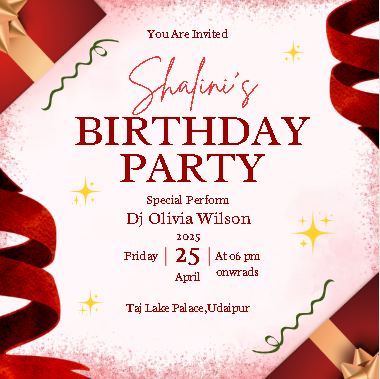 You Are Invited
Shalini's
BIRTHDAY
PARTY
Special Perform
Dj Olivia Wilson
2025
Friday | 25 | At 06 pm
April onwrads
Taj Lake Palace,Udaipur